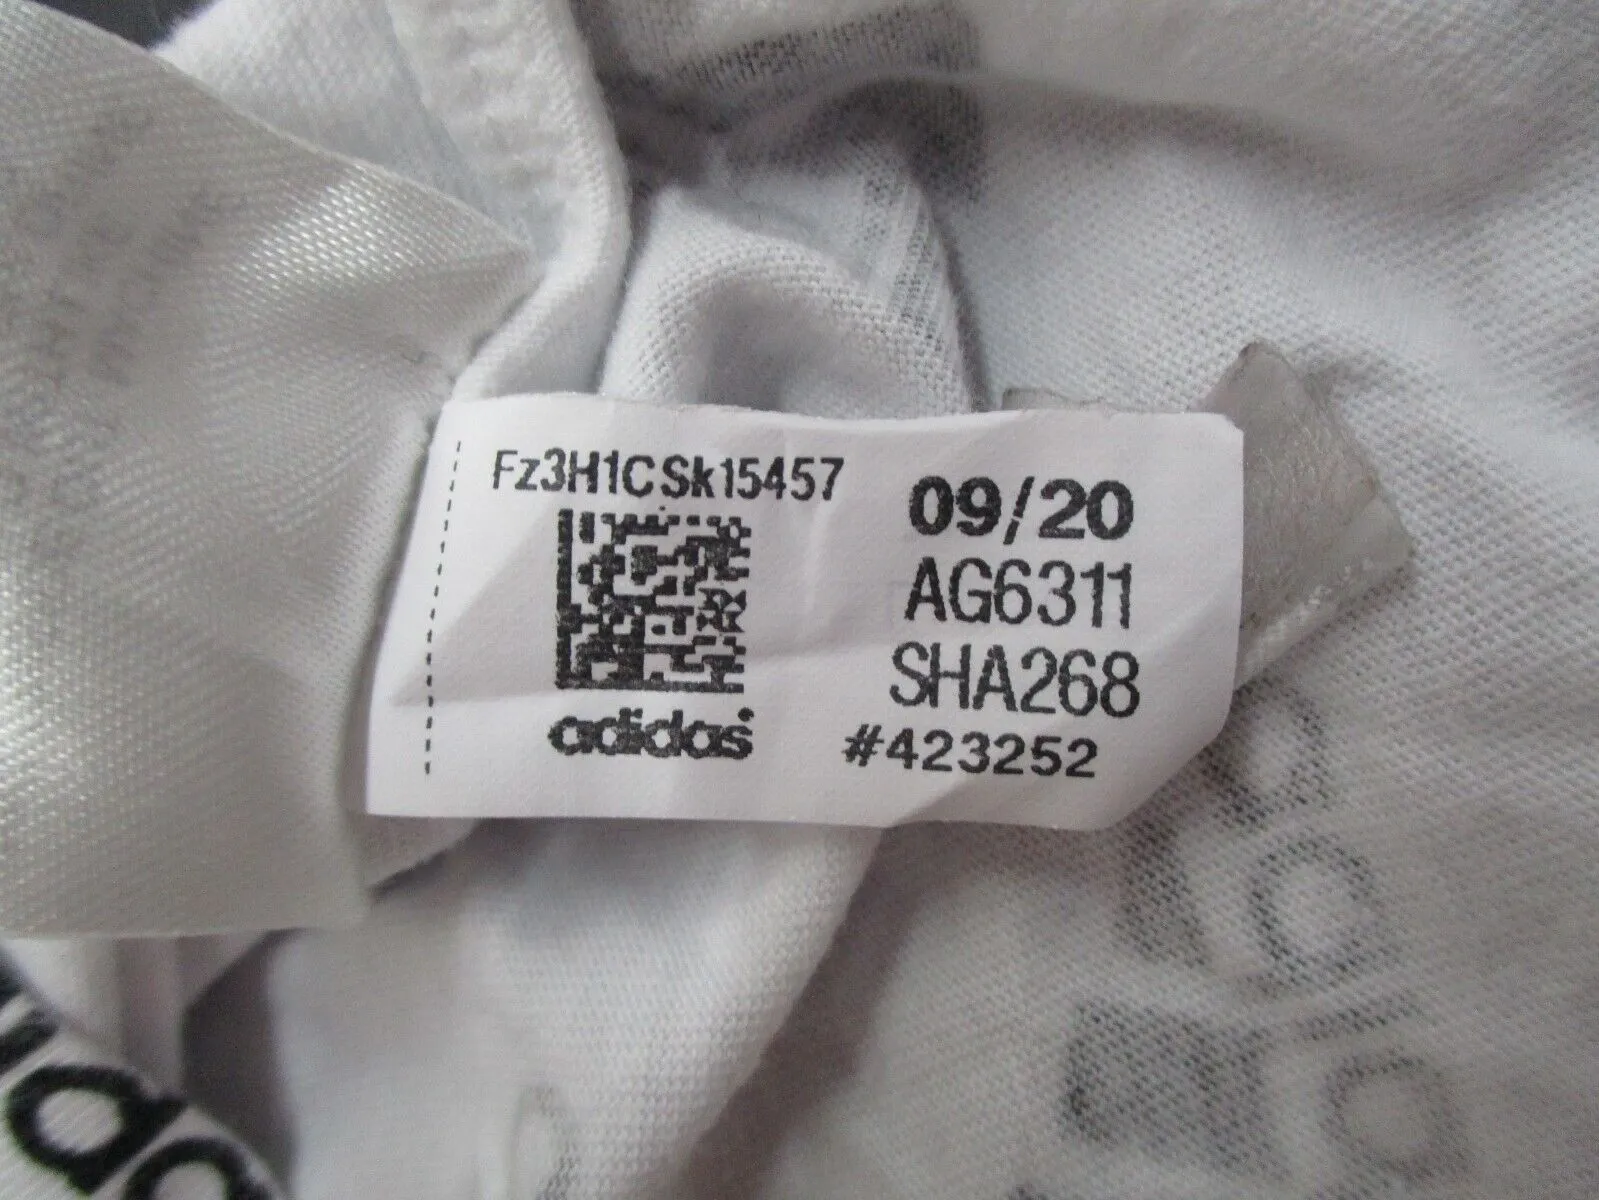 Fz3H1CSk15457
adidas
09/20
AG6311
SHA268
#423252